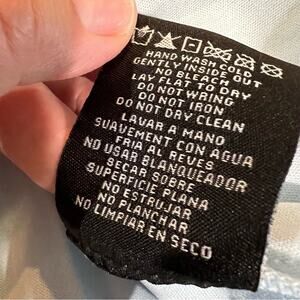 HAND WASH COLD
GENTLY INSIDE OUT
NO BLEACH
LAY FLAT TO DRY
DO NOT WRING
DO NOT IRON
DO NOT DRY CLEAN
LAVAR A MANO
SUAVEMENT CON AGUA
FRIA AL REVES
NO USAR BLANQUEADOR
SECAR SOBRE
SUPERFICIE PLANA
NO ESTRUJAR
NO PLANCHAR
NO LIMPIAR EN SECO